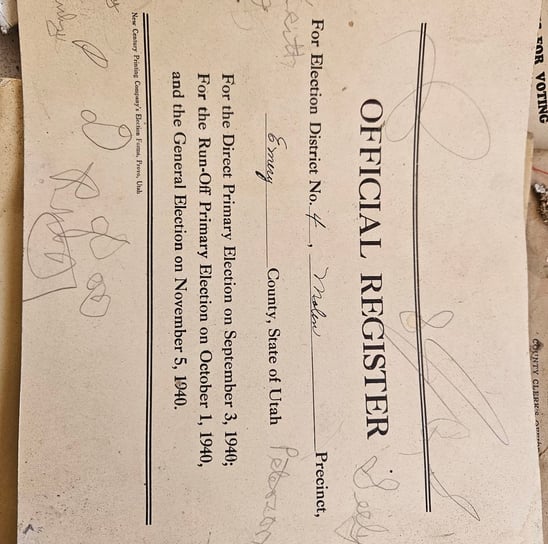 OFFICIAL REGISTER
Seely
For Election District No. 4, Molen Precinct,
Emery County, State of Utah
Peterson
For the Direct Primary Election on September 3, 1940;
For the Run-Off Primary Election on October 1, 1940,
and the General Election on November 5, 1940.
New Century Printing Company's Election Forms, Provo, Utah
FOR VOTING
COUNTY CLERK'S